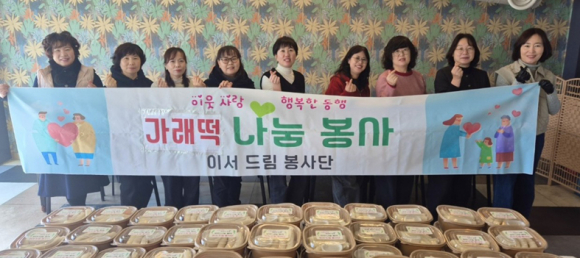 이웃 사랑 행복한 동행
가래떡 나눔 봉사
이서 드림 봉사단